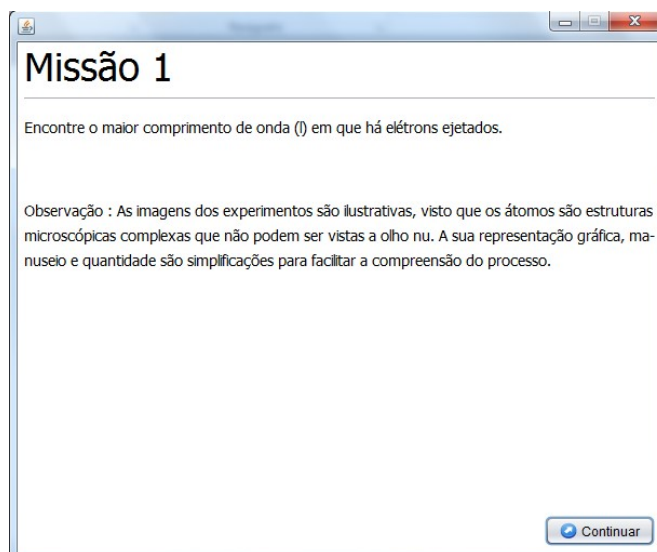 Missão 1
Encontre o maior comprimento de onda (l) em que há elétrons ejetados.
Observação : As imagens dos experimentos são ilustrativas, visto que os átomos são estruturas
microscópicas complexas que não podem ser vistas a olho nu. A sua representação gráfica, ma-
nuseio e quantidade são simplificações para facilitar a compreensão do processo.
Continuar